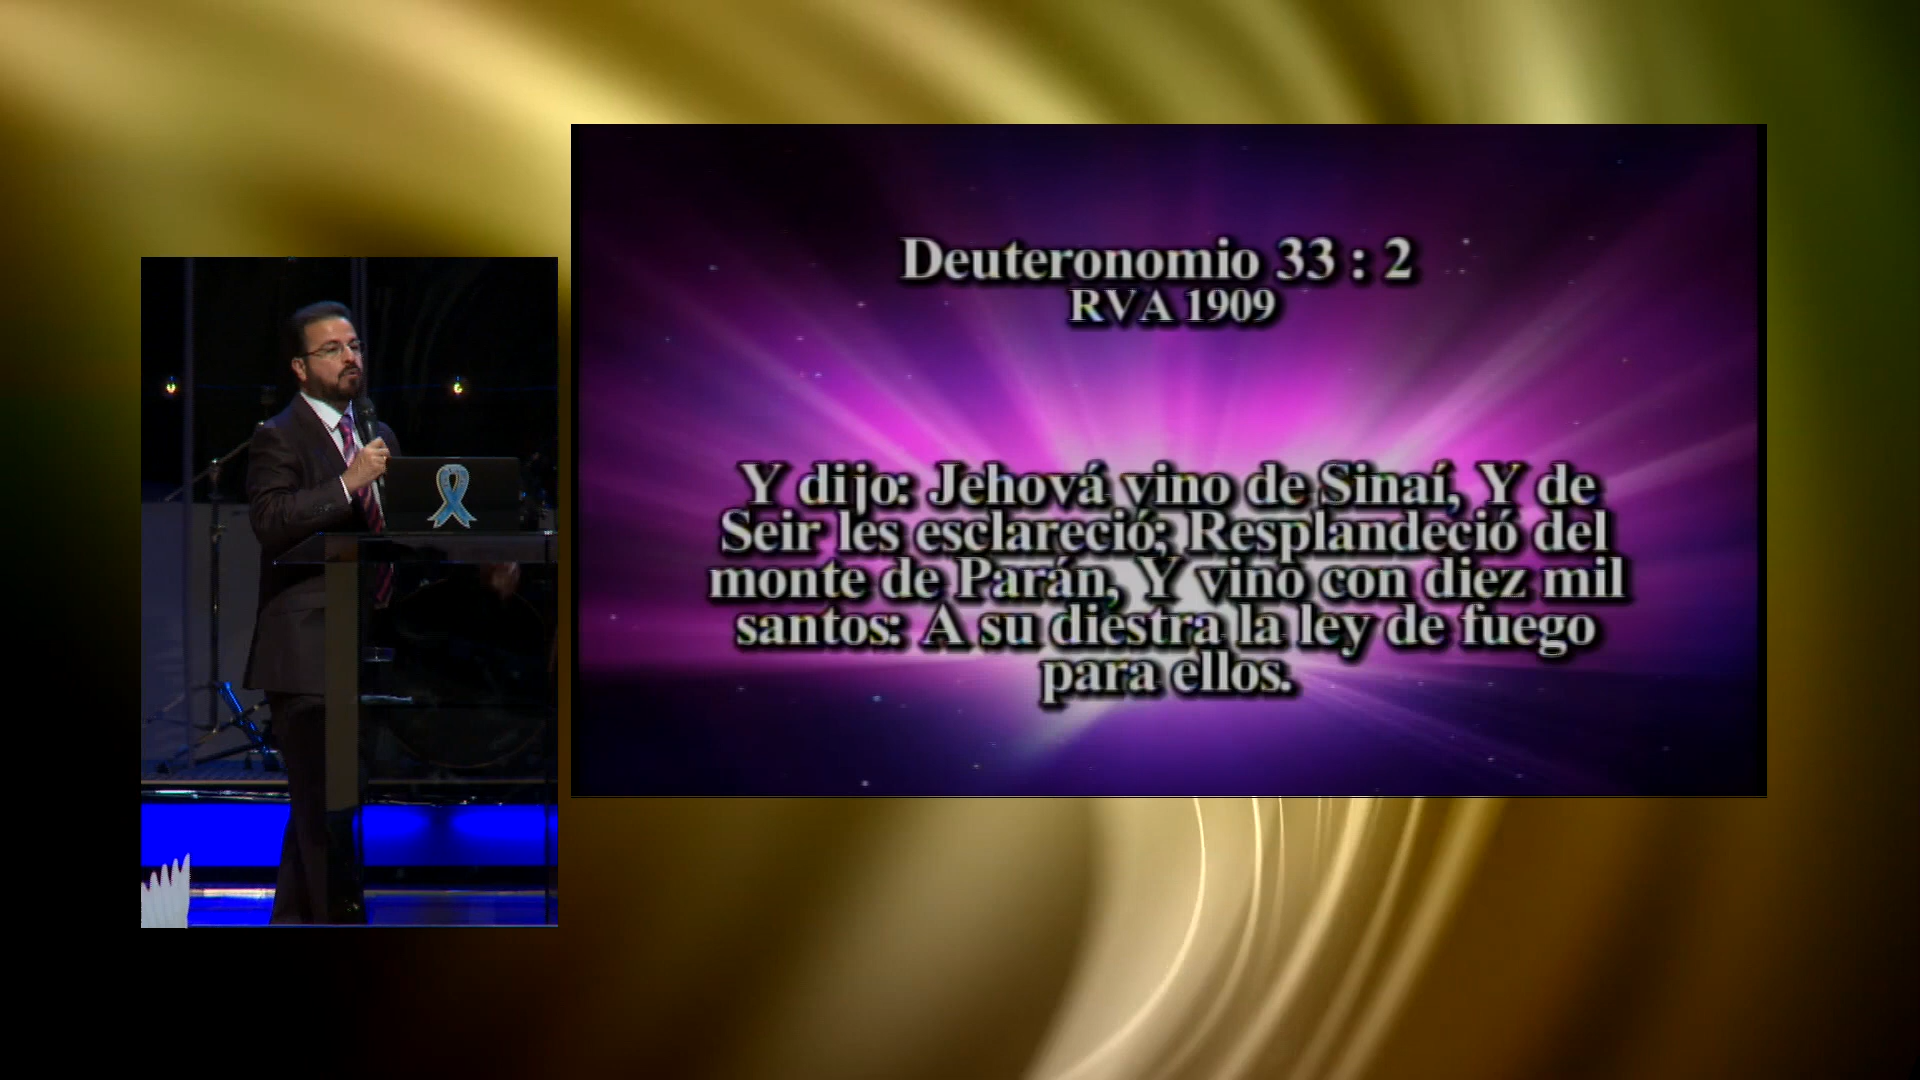 Deuteronomio 33 : 2
RVA 1909
Y dijo: Jehová vino de Sinaí, Y de
Seir les esclareció; Resplandeció del
monte de Parán, Y vino con diez mil
santos: A su diestra la ley de fuego
para ellos.